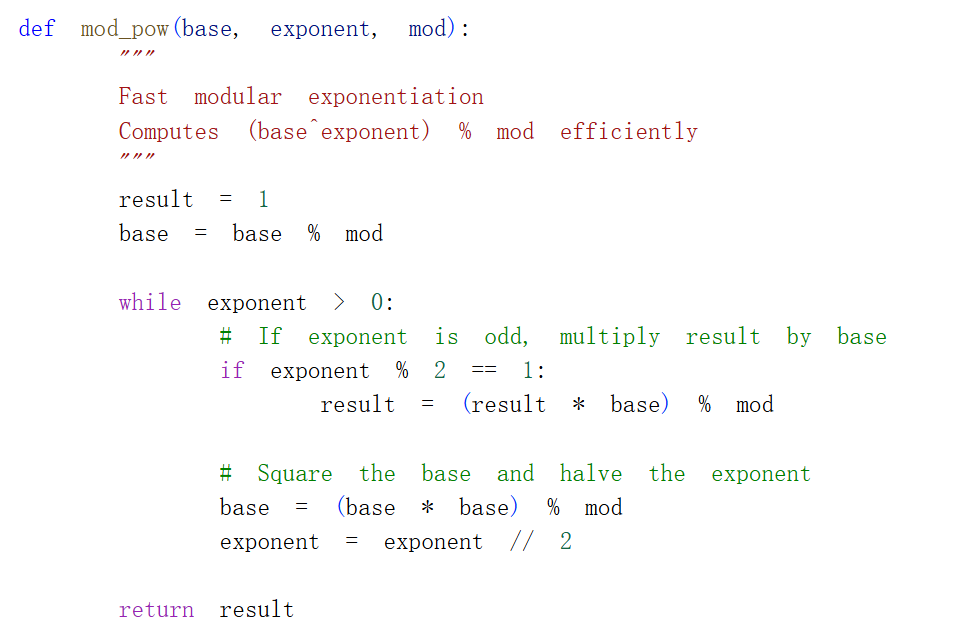 def mod_pow(base, exponent, mod):
"""
Fast modular exponentiation
Computes (base^exponent) % mod efficiently
"""
result = 1
base = base % mod
while exponent > 0:
# If exponent is odd, multiply result by base
if exponent % 2 == 1:
result = (result * base) % mod
# Square the base and halve the exponent
base = (base * base) % mod
exponent = exponent // 2
return result